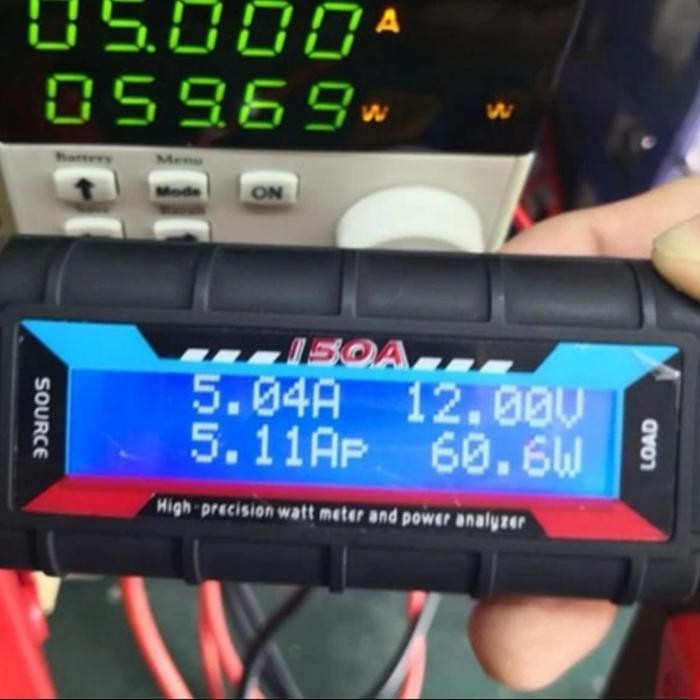 05.000 A
059.69 W W
Battery Menu
Mode ON
150A
SOURCE
5.04A 12.00V
5.11Ap 60.6W
LOAD
High-precision watt meter and power analyzer